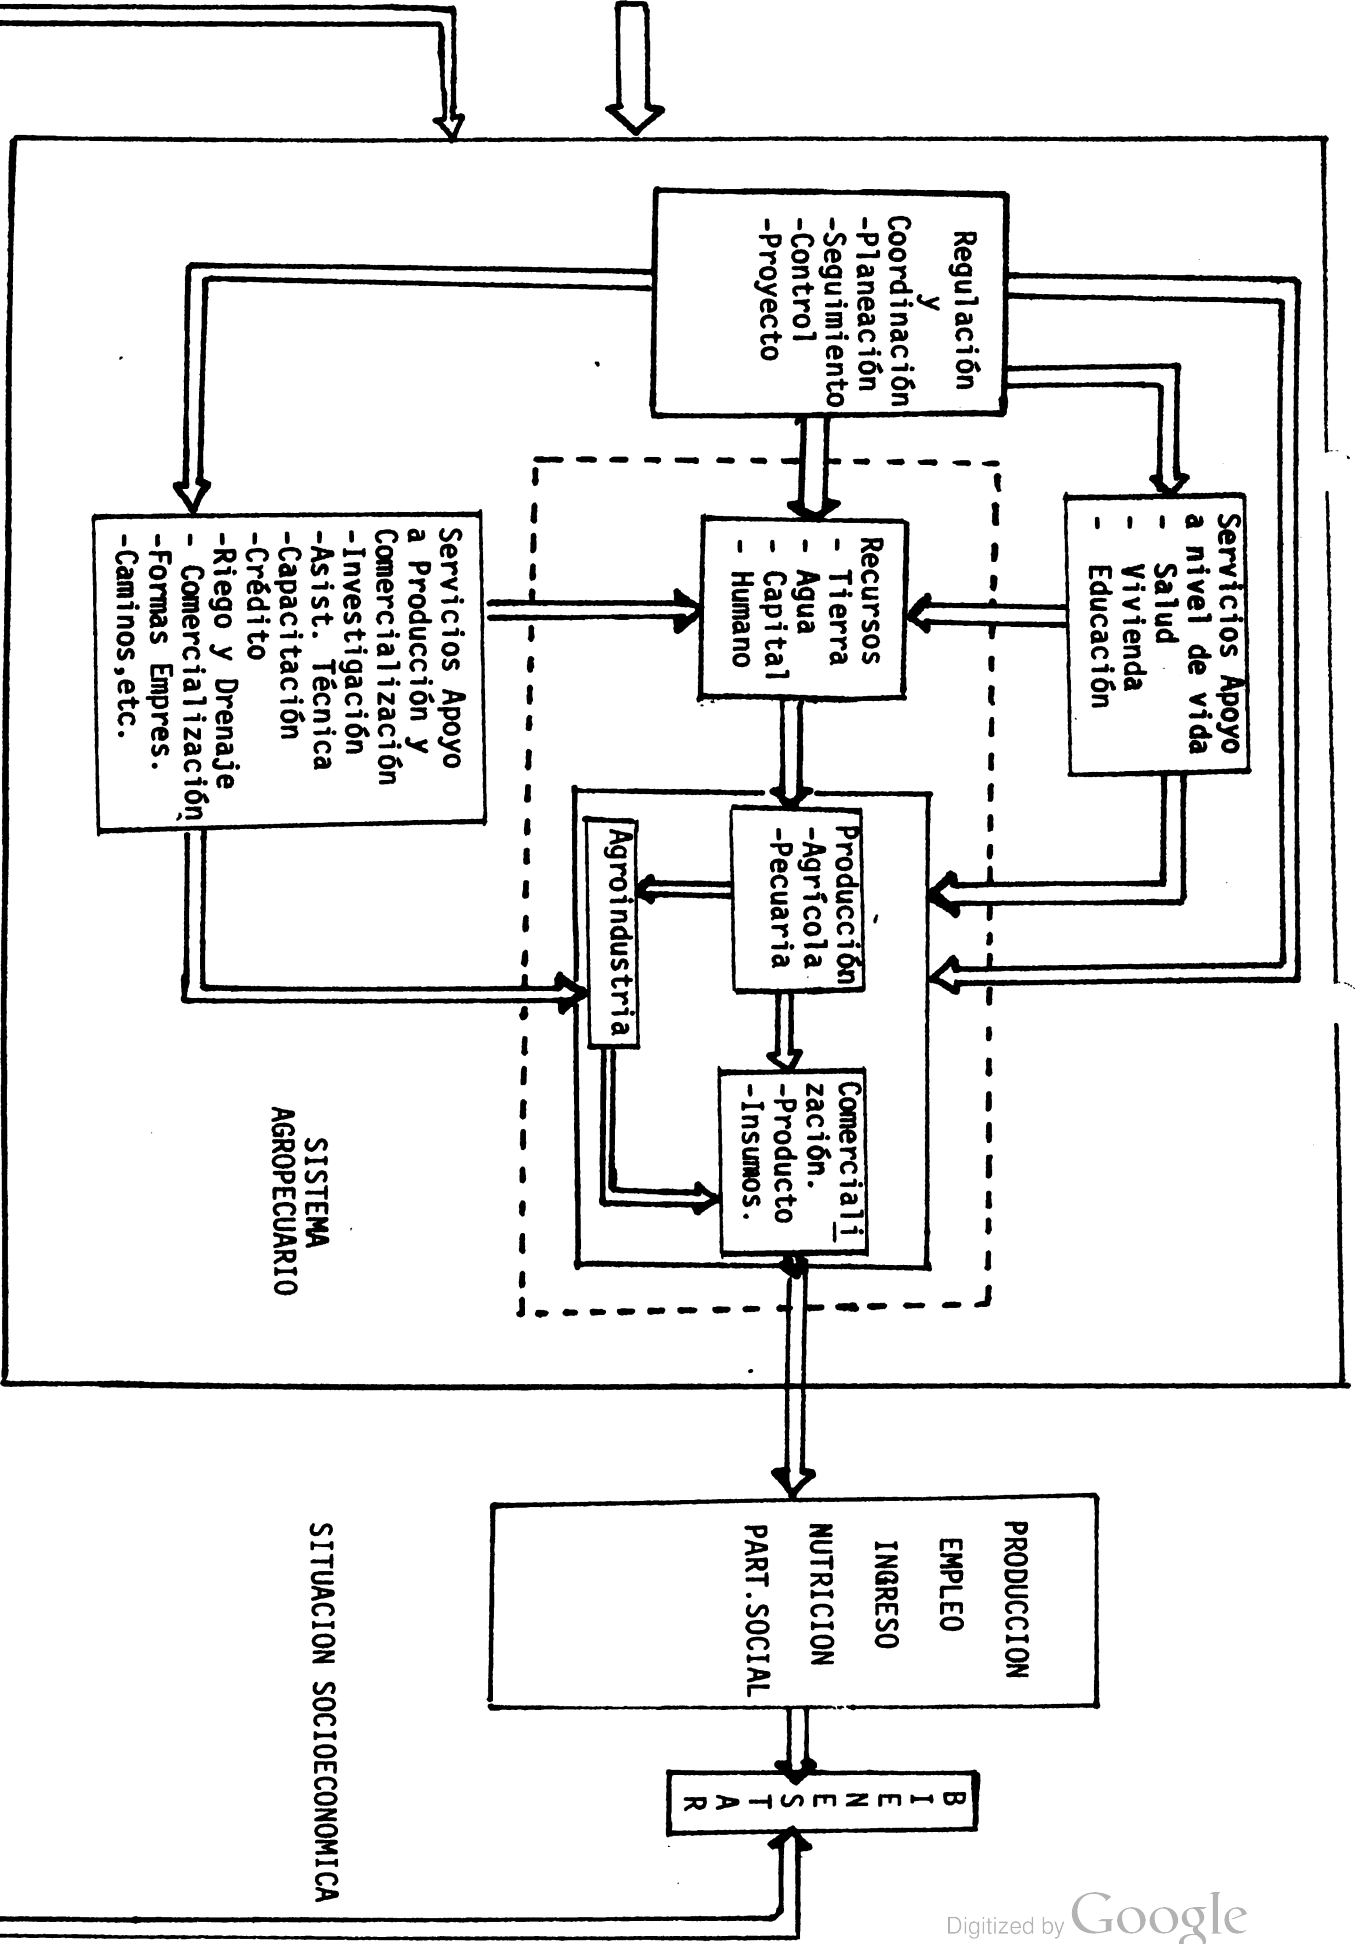 Regulación
y
Coordinación
-Planeación
-Seguimiento
-Control
-Proyecto
Servicios Apoyo
a nivel de vida
- Salud
- Vivienda
- Educación
Recursos
- Tierra
- Agua
- Capital
- Humano
Servicios Apoyo
a Producción y
Comercialización
-Investigación
-Asist. Técnica
-Capacitación
-Crédito
-Riego y Drenaje
- Comercialización
-Formas Empres.
-Caminos,etc.
Producción
-Agrícola
-Pecuaria
Agroindustria
Comerciali
zación.
-Producto
-Insumos.
SISTEMA
AGROPECUARIO
PRODUCCION
EMPLEO
INGRESO
NUTRICION
PART.SOCIAL
BIENESTAR
SITUACION SOCIOECONOMICA
Digitized by Google